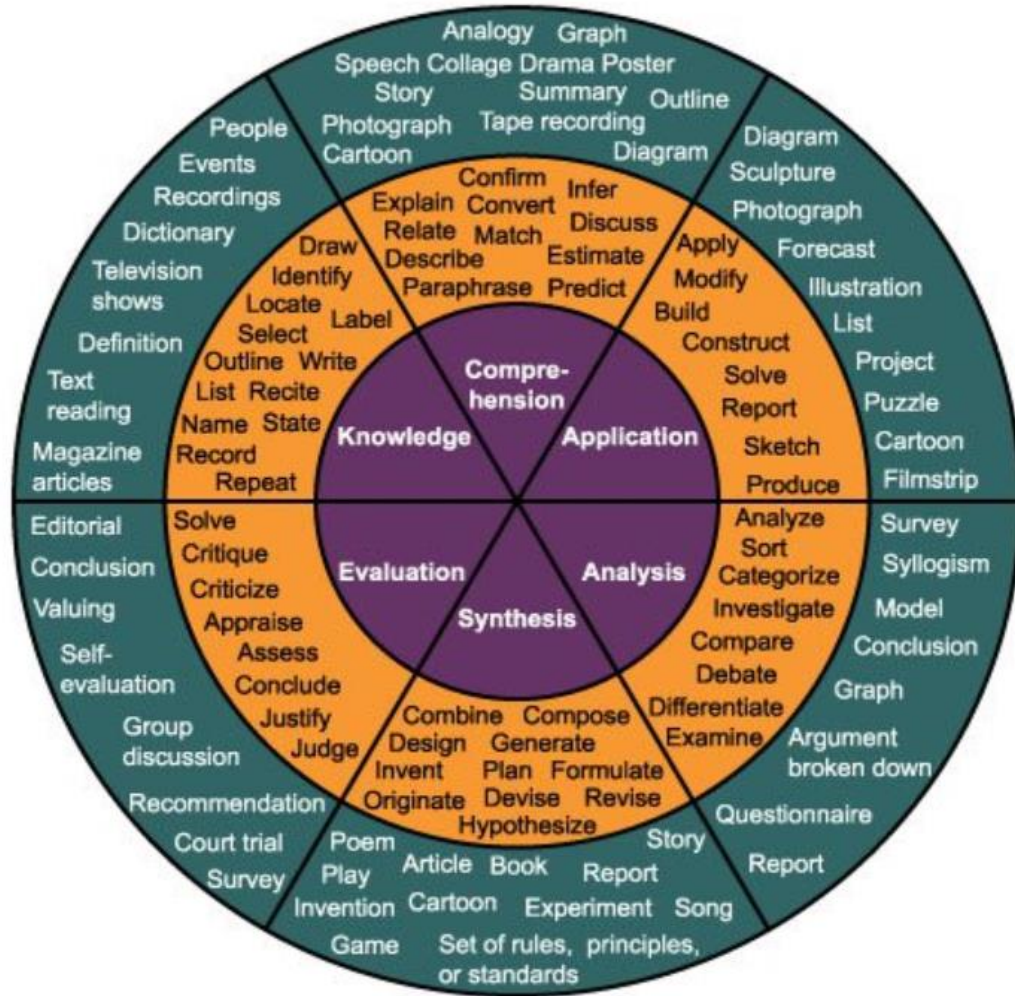 Analogy Graph
Speech Collage Drama Poster
Story Summary Outline
Photograph Tape recording
Cartoon Diagram
Confirm Infer
Explain Convert
Relate Match Discuss
Describe Estimate
Paraphrase Predict
Compre-
hension
Diagram
Sculpture
Photograph
Forecast
Illustration
List
Project
Puzzle
Cartoon
Filmstrip
Apply
Modify
Build
Construct
Solve
Report
Sketch
Produce
Application
Survey
Syllogism
Model
Conclusion
Graph
Argument
broken down
Questionnaire
Report
Analyze
Sort
Categorize
Investigate
Compare
Debate
Differentiate
Examine
Analysis
Synthesis
Combine Compose
Design Generate
Invent Plan Formulate
Originate Devise Revise
Hypothesize
Poem Story
Play Article Book Report
Invention Cartoon Experiment Song
Game Set of rules, principles,
or standards
Evaluation
Solve
Critique
Criticize
Appraise
Assess
Conclude
Justify
Judge
Editorial
Conclusion
Valuing
Self-
evaluation
Group
discussion
Recommendation
Court trial
Survey
Knowledge
Draw
Identify
Locate
Select Label
Outline Write
List Recite
Name State
Record
Repeat
People
Events
Recordings
Dictionary
Television
shows
Definition
Text
reading
Magazine
articles